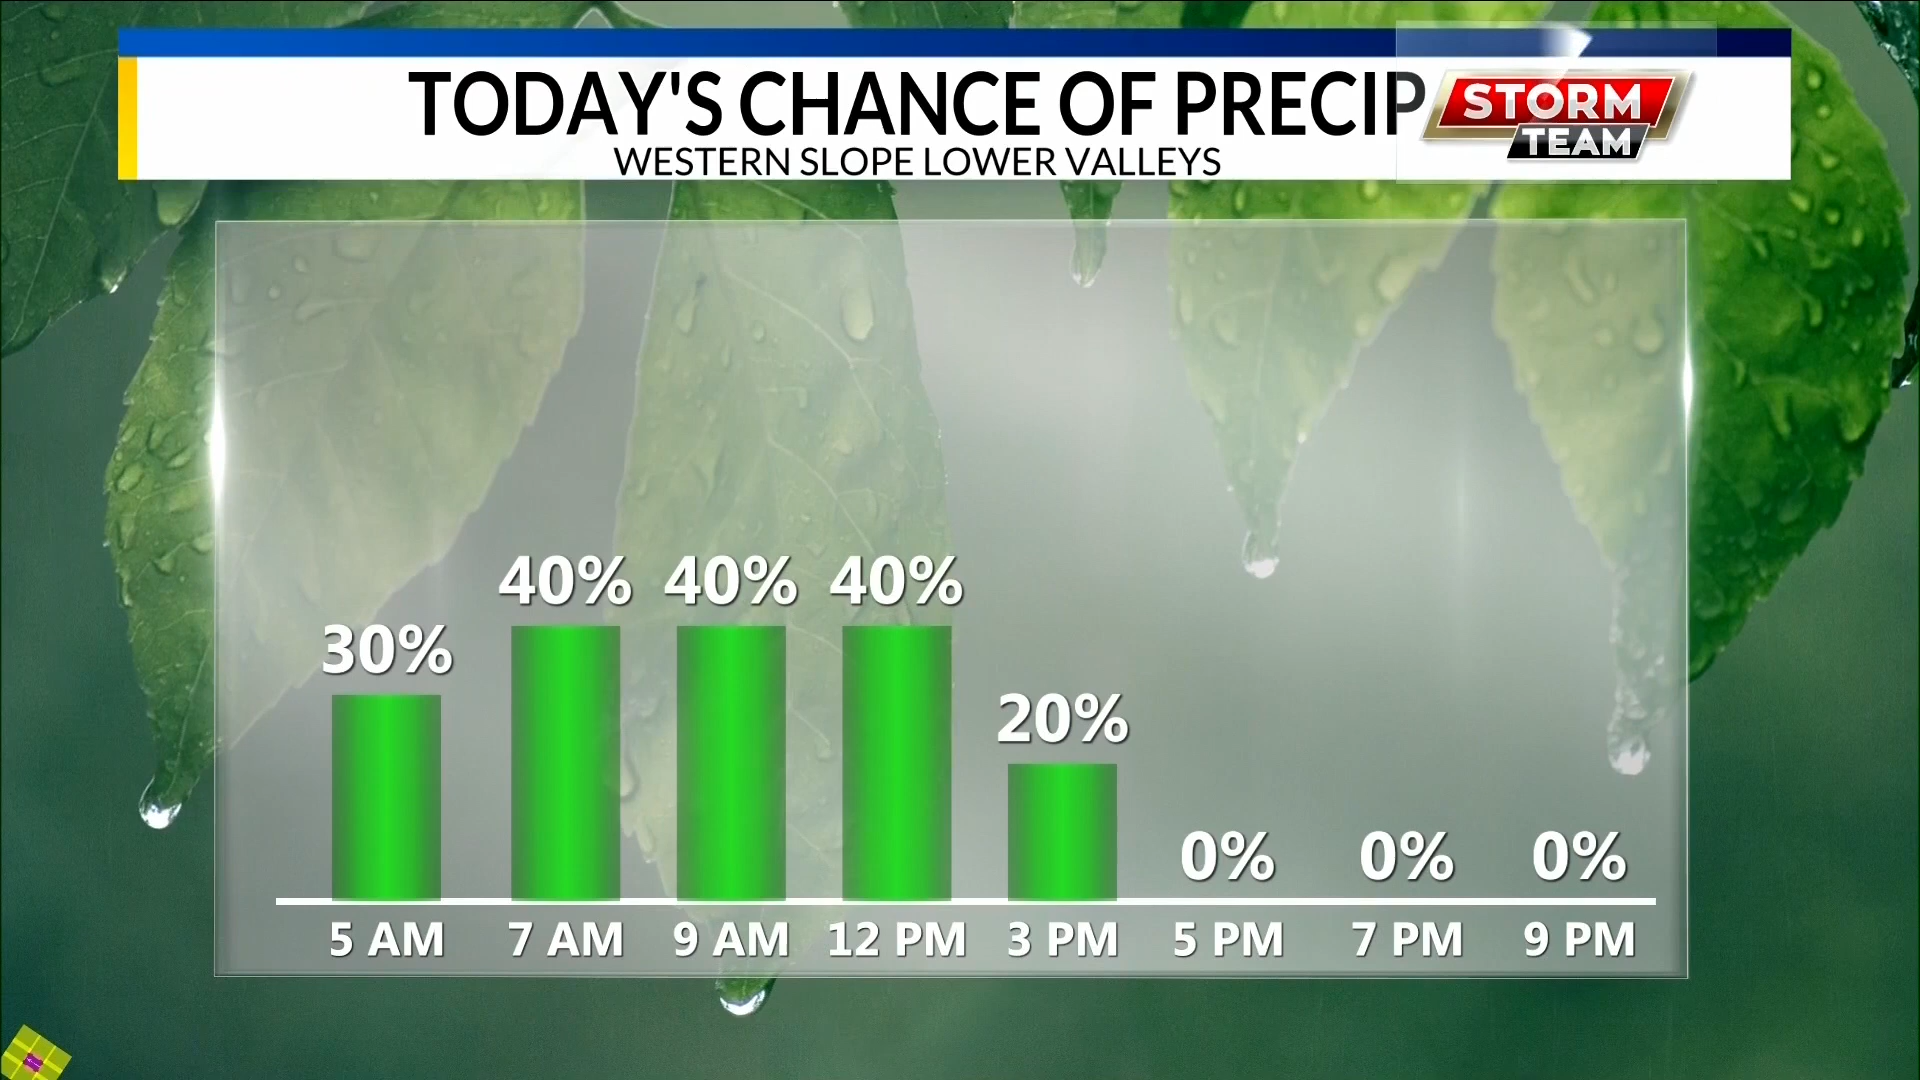 TODAY'S CHANCE OF PRECIP
STORM
TEAM
WESTERN SLOPE LOWER VALLEYS
40% 40% 40%
30%
20%
0% 0% 0%
5 AM 7 AM 9 AM 12 PM 3 PM 5 PM 7 PM 9 PM